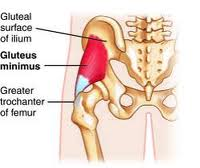 Gluteal
surface
of ilium
Gluteus
minimus
Greater
trochanter
of femur